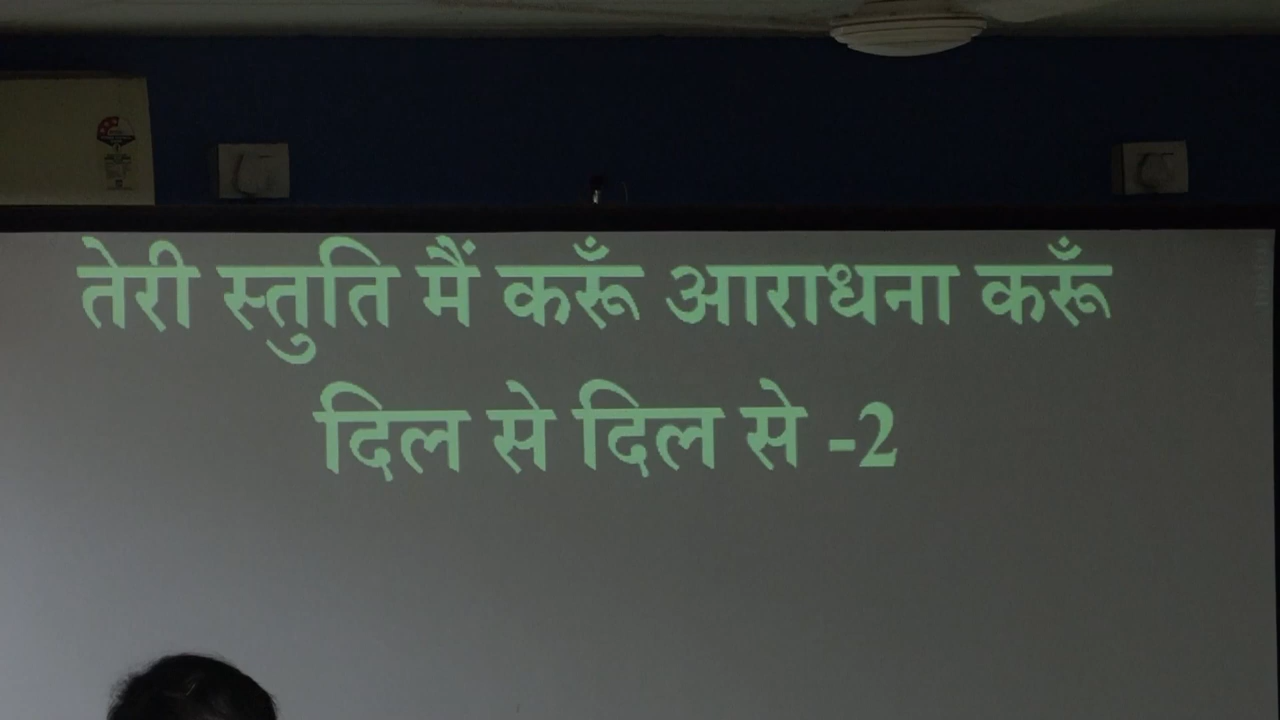 तेरी स्तुति मैं करूँ आराधना करूँ
दिल से दिल से -2